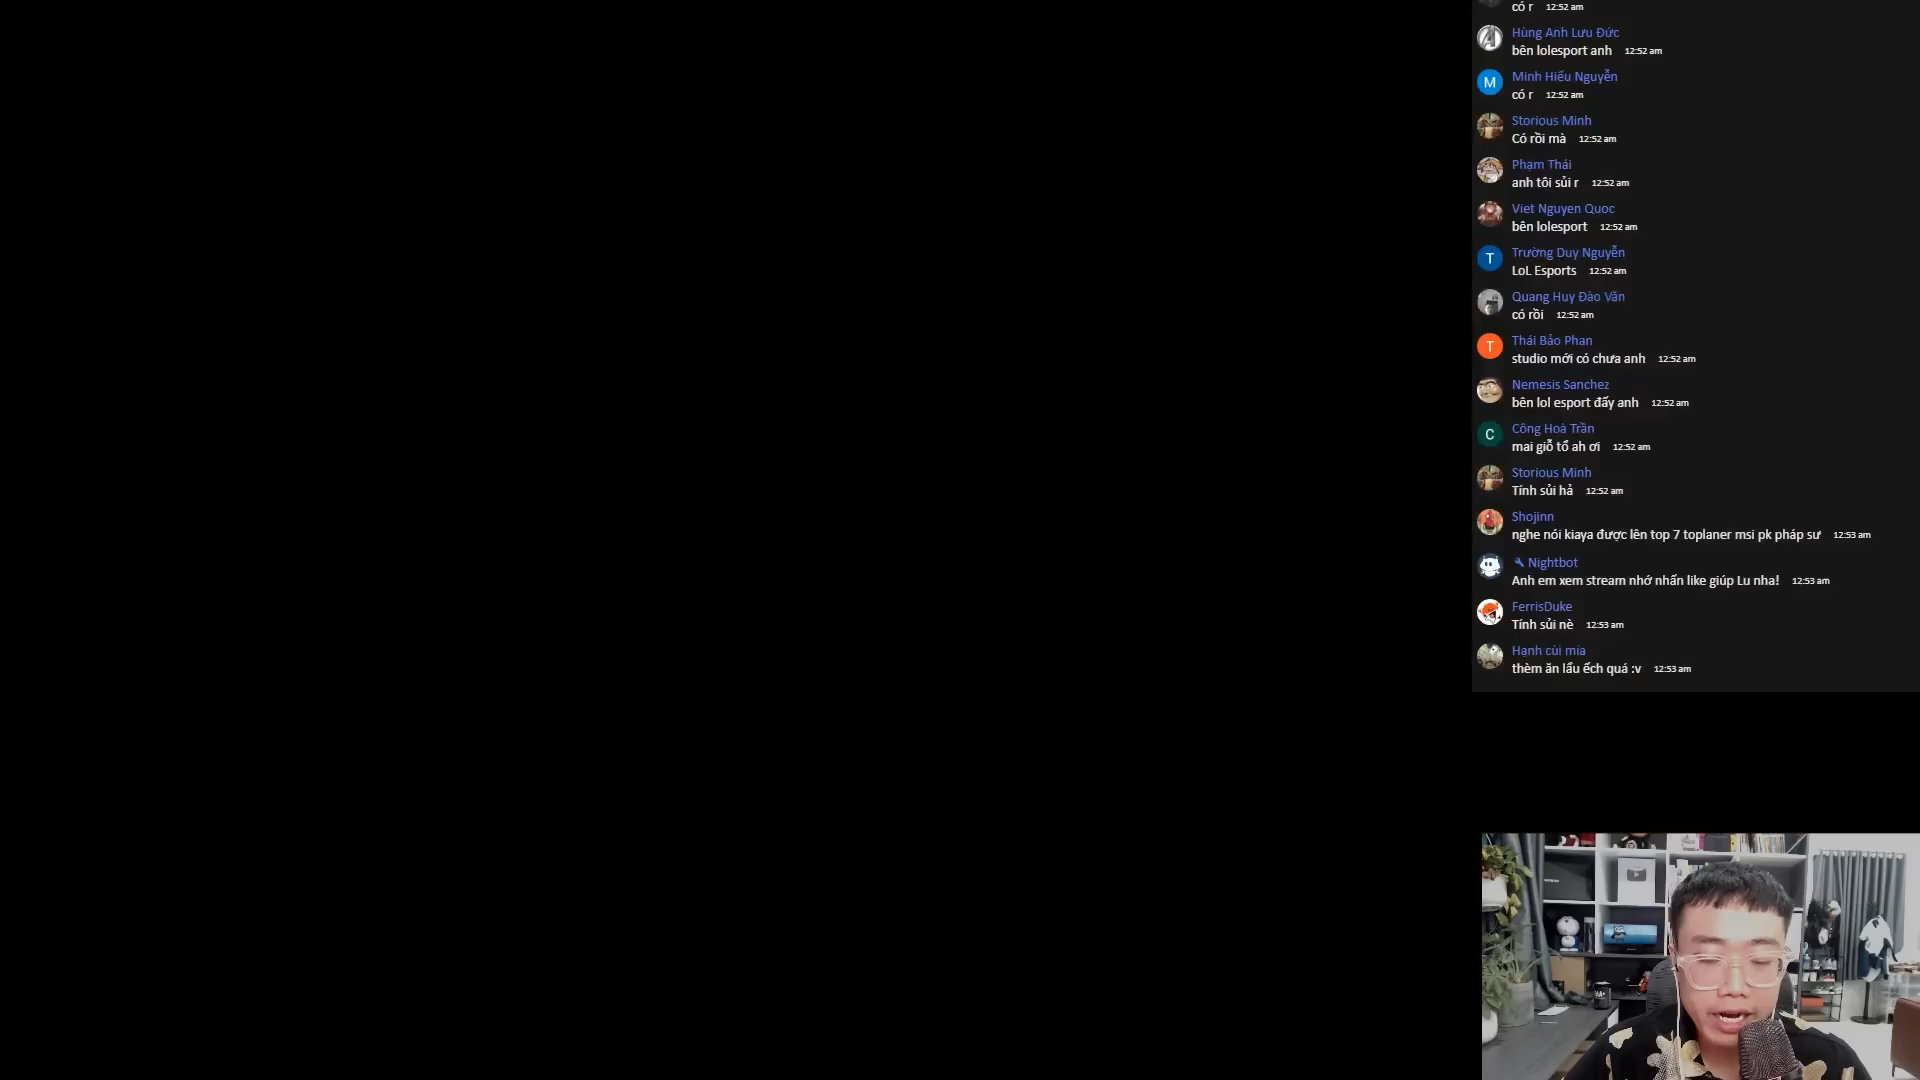 có r 12:52 am
Hùng Anh Lưu Đức
bên lolesport anh 12:52 am
Minh Hiếu Nguyễn
có r 12:52 am
Storious Minh
Có rồi mà 12:52 am
Phạm Thái
anh tôi sủi r 12:52 am
Viet Nguyen Quoc
bên lolesport 12:52 am
Trường Duy Nguyễn
LoL Esports 12:52 am
Quang Huy Đào Văn
có rồi 12:52 am
Thái Bảo Phan
studio mới có chưa anh 12:52 am
Nemesis Sanchez
bên lol esport đấy anh 12:52 am
Công Hoà Trần
mai giỗ tổ ah ơi 12:52 am
Storious Minh
Tính sủi hả 12:52 am
Shojinn
nghe nói kiaya được lên top 7 toplaner msi pk pháp sư 12:53 am
Nightbot
Anh em xem stream nhớ nhấn like giúp Lu nha! 12:53 am
FerrisDuke
Tính sủi nè 12:53 am
Hạnh cùi mía
thèm ăn lẩu ếch quá :v 12:53 am